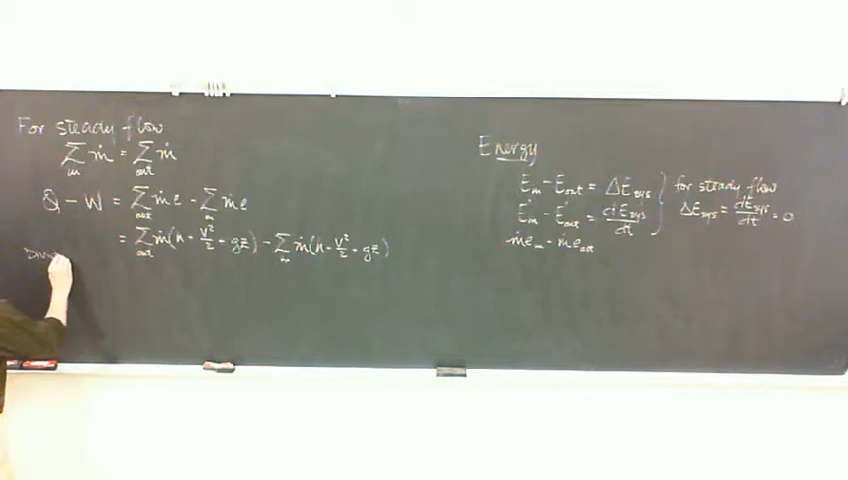 For steady flow
∑in ṁ = ∑out ṁ
Q̇ - Ẇ = ∑out ṁe - ∑in ṁe
= ∑out ṁ(h + V²/2 + gz) - ∑in ṁ(h + V²/2 + gz)
Energy
Ein - Eout = ΔEsys } for steady flow
Ėin - Ėout = dEsys/dt } ΔEsys = dEsys/dt = 0
ṁein - ṁeout